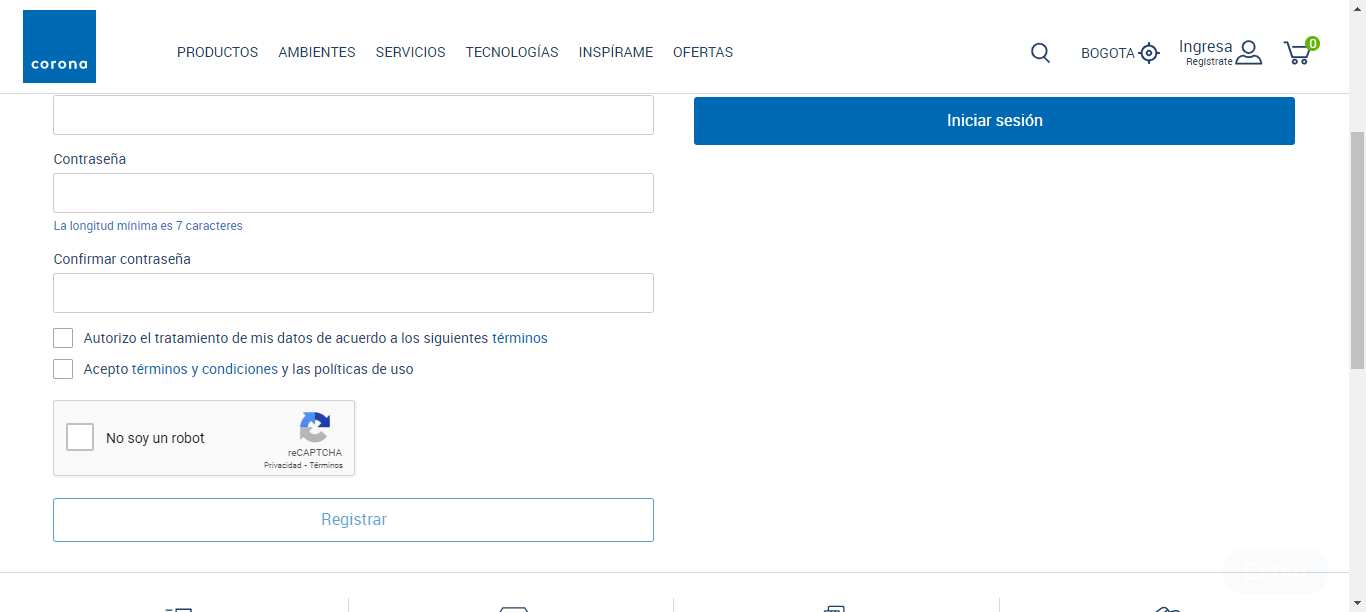 corona
PRODUCTOS AMBIENTES SERVICIOS TECNOLOGÍAS INSPÍRAME OFERTAS
BOGOTA
Ingresa
Regístrate
0
Iniciar sesión
Contraseña
La longitud mínima es 7 caracteres
Confirmar contraseña
Autorizo el tratamiento de mis datos de acuerdo a los siguientes términos
Acepto términos y condiciones y las políticas de uso
No soy un robot
reCAPTCHA
Privacidad - Términos
Registrar